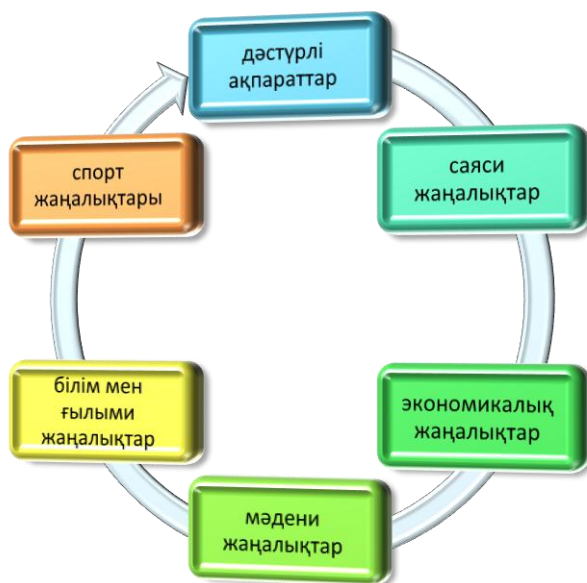 дәстүрлі
ақпараттар
саяси
жаңалықтар
экономикалық
жаңалықтар
мәдени
жаңалықтар
білім мен
ғылыми
жаңалықтар
спорт
жаңалықтары